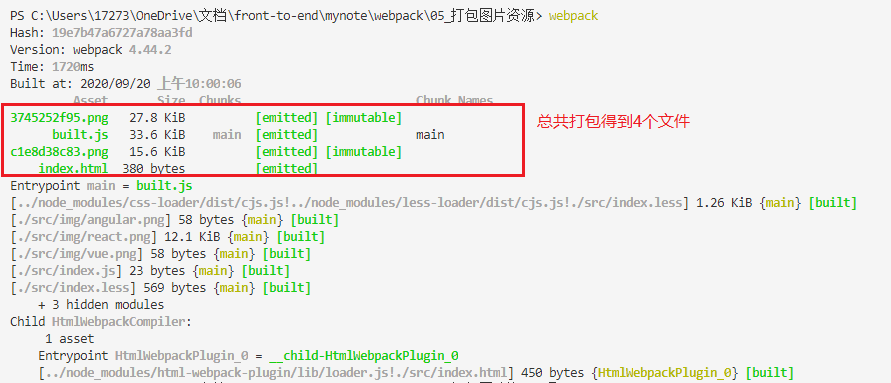 PS C:\Users\17273\OneDrive\文档\front-to-end\mynote\webpack\05_打包图片资源> webpack
Hash: 19e7b47a6727a78aa3fd
Version: webpack 4.44.2
Time: 1720ms
Built at: 2020/09/20 上午10:00:06
Asset Size Chunks Chunk Names
3745252f95.png 27.8 KiB [emitted] [immutable]
built.js 33.6 KiB main [emitted] main
c1e8d38c83.png 15.6 KiB [emitted] [immutable]
index.html 380 bytes [emitted]
总共打包得到4个文件
Entrypoint main = built.js
[../node_modules/css-loader/dist/cjs.js!../node_modules/less-loader/dist/cjs.js!./src/index.less] 1.26 KiB {main} [built]
[./src/img/angular.png] 58 bytes {main} [built]
[./src/img/react.png] 12.1 KiB {main} [built]
[./src/img/vue.png] 58 bytes {main} [built]
[./src/index.js] 23 bytes {main} [built]
[./src/index.less] 569 bytes {main} [built]
+ 3 hidden modules
Child HtmlWebpackCompiler:
1 asset
Entrypoint HtmlWebpackPlugin_0 = __child-HtmlWebpackPlugin_0
[../node_modules/html-webpack-plugin/lib/loader.js!./src/index.html] 450 bytes {HtmlWebpackPlugin_0} [built]